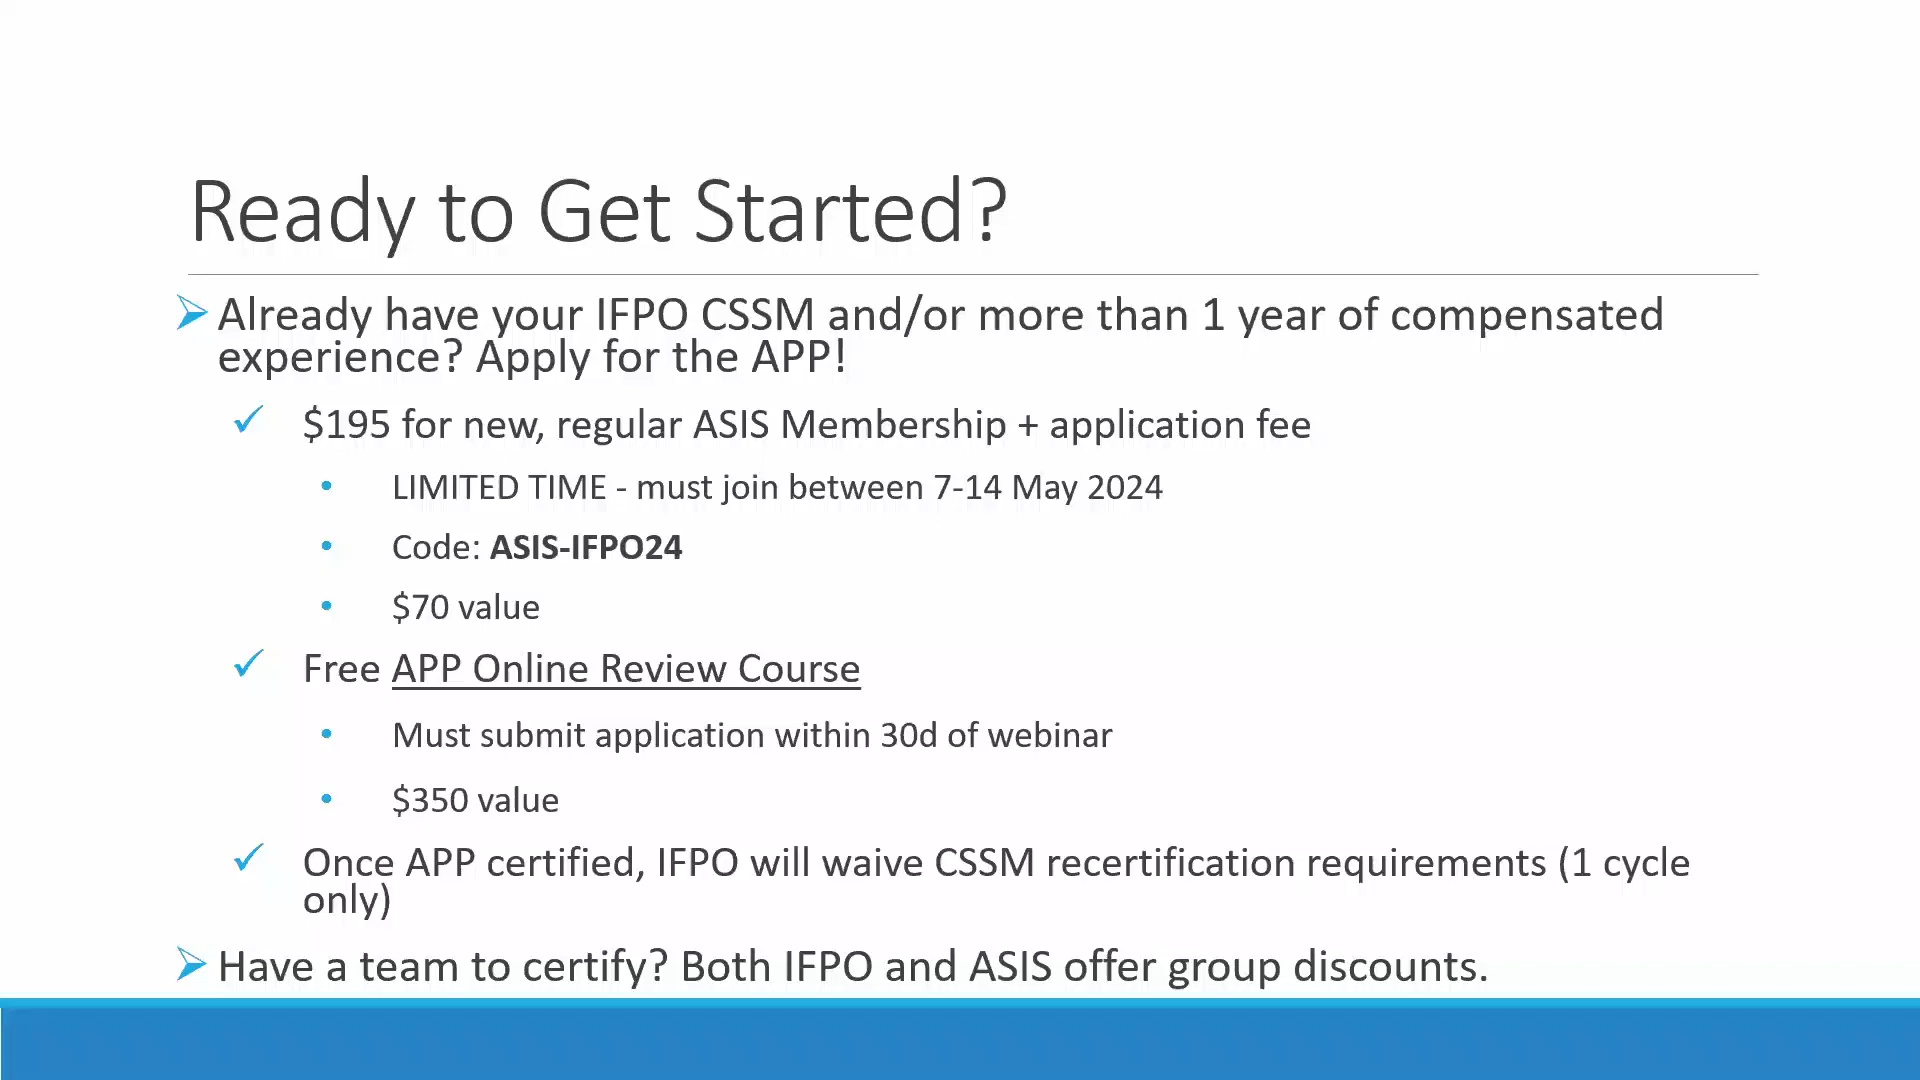 Ready to Get Started?
Already have your IFPO CSSM and/or more than 1 year of compensated
experience? Apply for the APP!
$195 for new, regular ASIS Membership + application fee
LIMITED TIME - must join between 7-14 May 2024
Code: ASIS-IFPO24
$70 value
Free APP Online Review Course
Must submit application within 30d of webinar
$350 value
Once APP certified, IFPO will waive CSSM recertification requirements (1 cycle
only)
Have a team to certify? Both IFPO and ASIS offer group discounts.